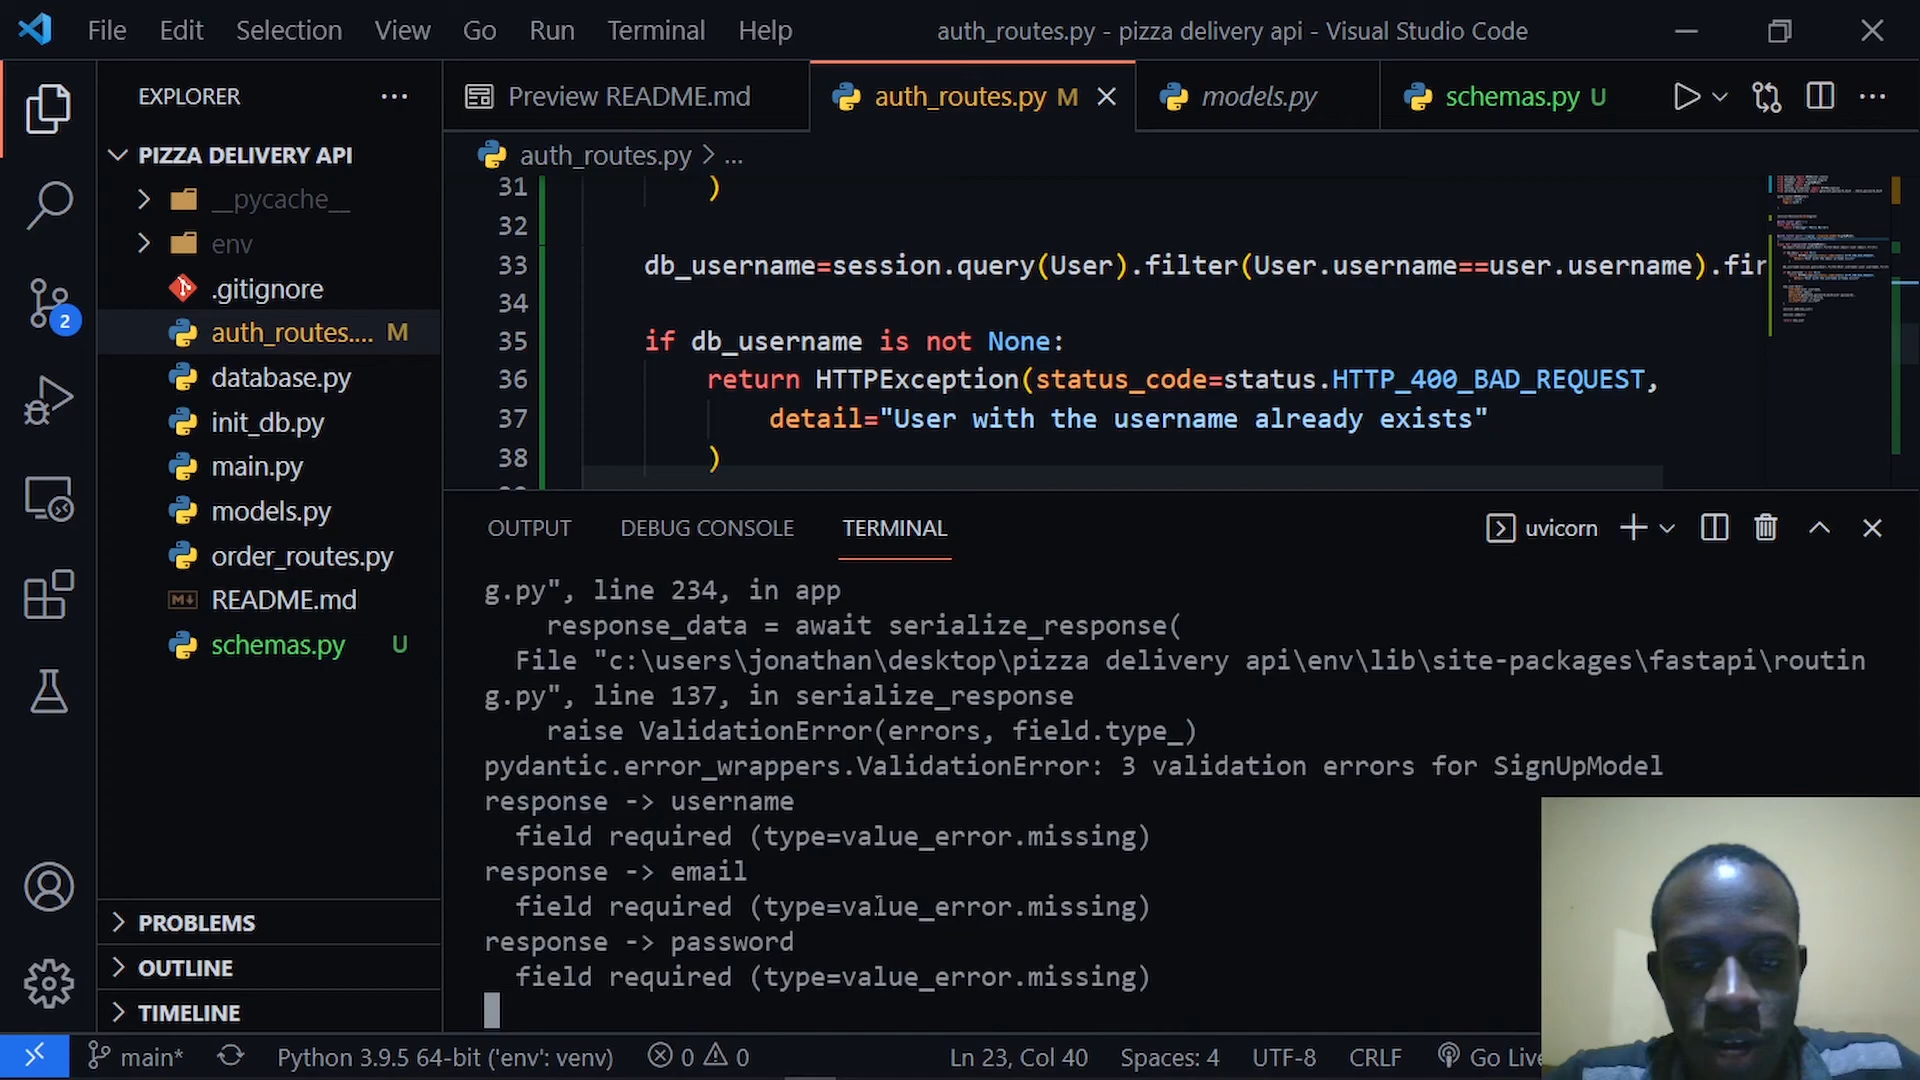 File Edit Selection View Go Run Terminal Help
auth_routes.py - pizza delivery api - Visual Studio Code
EXPLORER
PIZZA DELIVERY API
__pycache__
env
.gitignore
auth_routes.... M
database.py
init_db.py
main.py
models.py
order_routes.py
README.md
schemas.py U
PROBLEMS
OUTLINE
TIMELINE
2
Preview README.md
auth_routes.py M
models.py
schemas.py U
auth_routes.py > ...
31 )
32
33 db_username=session.query(User).filter(User.username==user.username).fir
34
35 if db_username is not None:
36 return HTTPException(status_code=status.HTTP_400_BAD_REQUEST,
37 detail="User with the username already exists"
38 )
OUTPUT DEBUG CONSOLE TERMINAL
uvicorn
g.py", line 234, in app
response_data = await serialize_response(
File "c:\users\jonathan\desktop\pizza delivery api\env\lib\site-packages\fastapi\routin
g.py", line 137, in serialize_response
raise ValidationError(errors, field.type_)
pydantic.error_wrappers.ValidationError: 3 validation errors for SignUpModel
response -> username
field required (type=value_error.missing)
response -> email
field required (type=value_error.missing)
response -> password
field required (type=value_error.missing)
main* Python 3.9.5 64-bit ('env': venv) 0 0 Ln 23, Col 40 Spaces: 4 UTF-8 CRLF Go Live